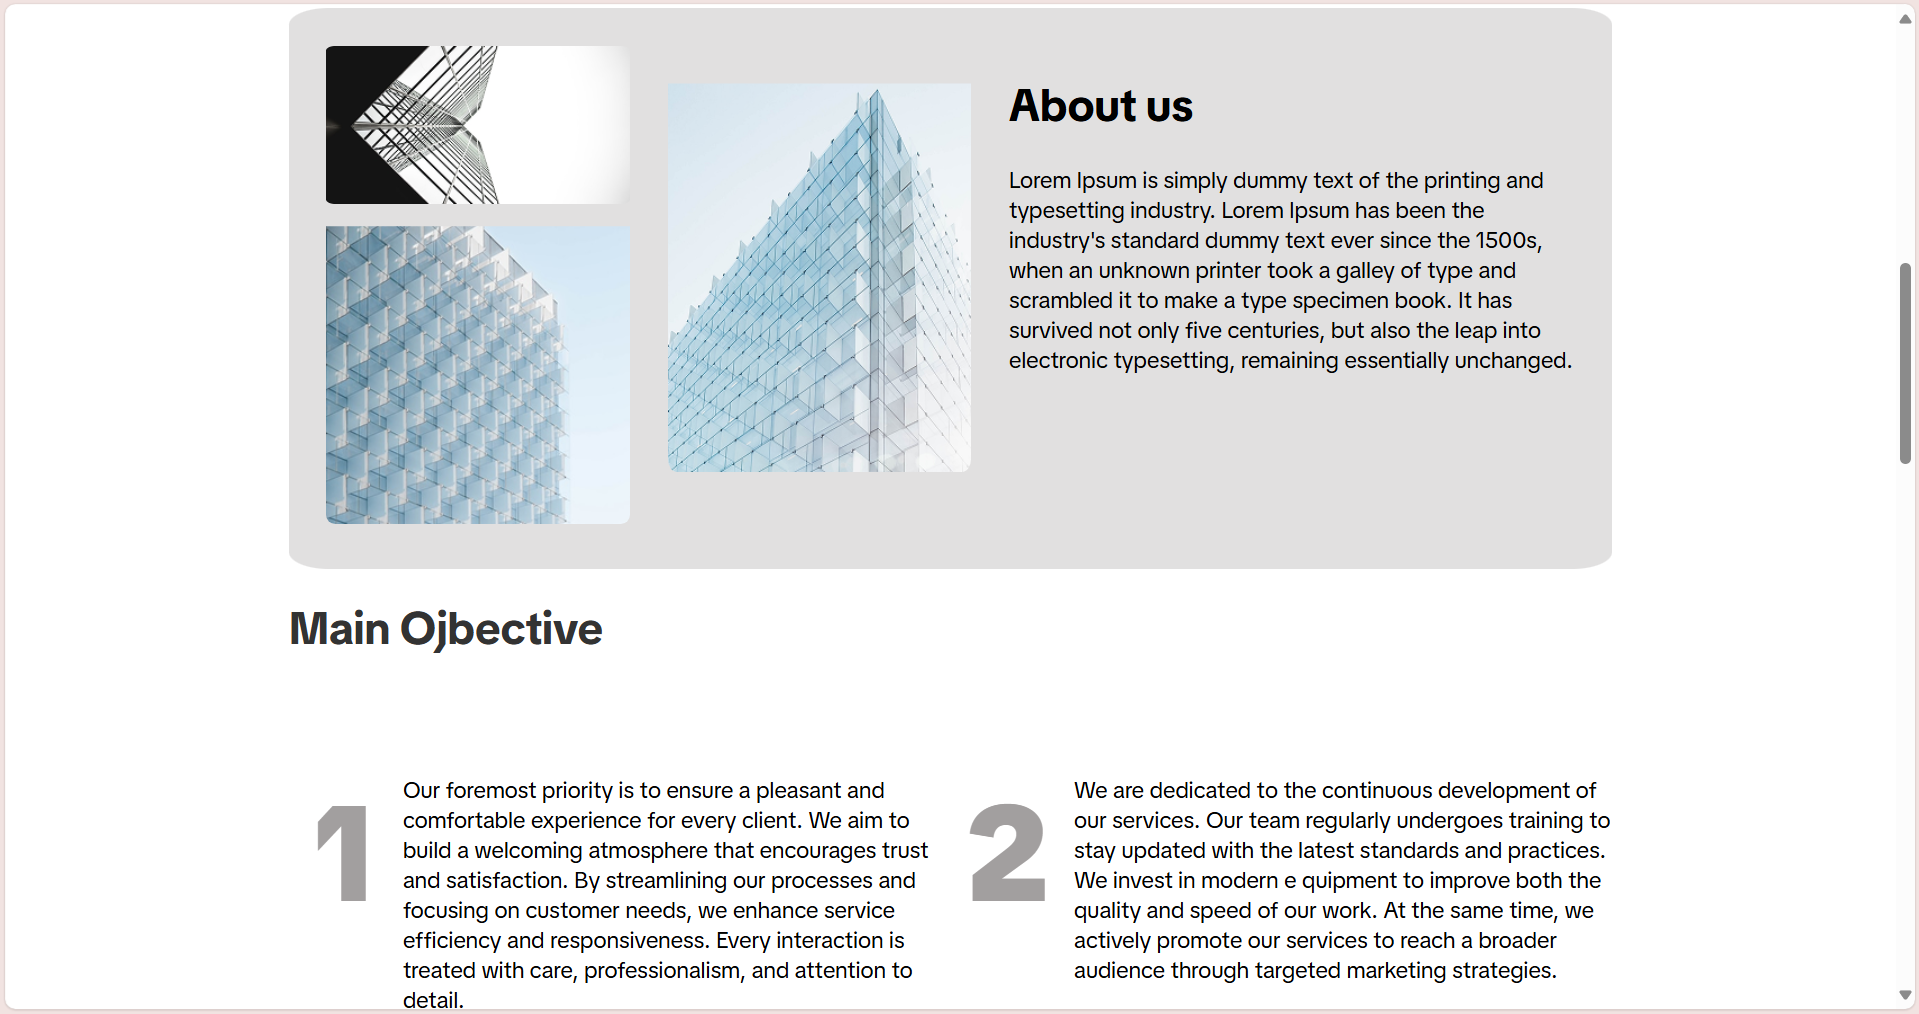 About us
Lorem Ipsum is simply dummy text of the printing and
typesetting industry. Lorem Ipsum has been the
industry's standard dummy text ever since the 1500s,
when an unknown printer took a galley of type and
scrambled it to make a type specimen book. It has
survived not only five centuries, but also the leap into
electronic typesetting, remaining essentially unchanged.
Main Ojbective
1
Our foremost priority is to ensure a pleasant and
comfortable experience for every client. We aim to
build a welcoming atmosphere that encourages trust
and satisfaction. By streamlining our processes and
focusing on customer needs, we enhance service
efficiency and responsiveness. Every interaction is
treated with care, professionalism, and attention to
detail.
2
We are dedicated to the continuous development of
our services. Our team regularly undergoes training to
stay updated with the latest standards and practices.
We invest in modern e quipment to improve both the
quality and speed of our work. At the same time, we
actively promote our services to reach a broader
audience through targeted marketing strategies.